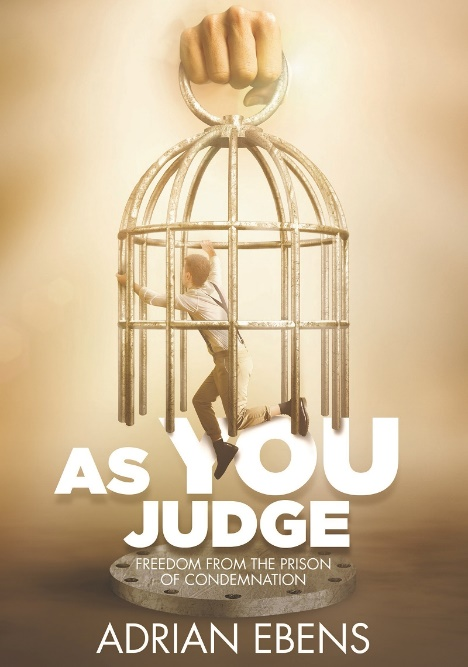 AS YOU
JUDGE
FREEDOM FROM THE PRISON
OF CONDEMNATION
ADRIAN EBENS